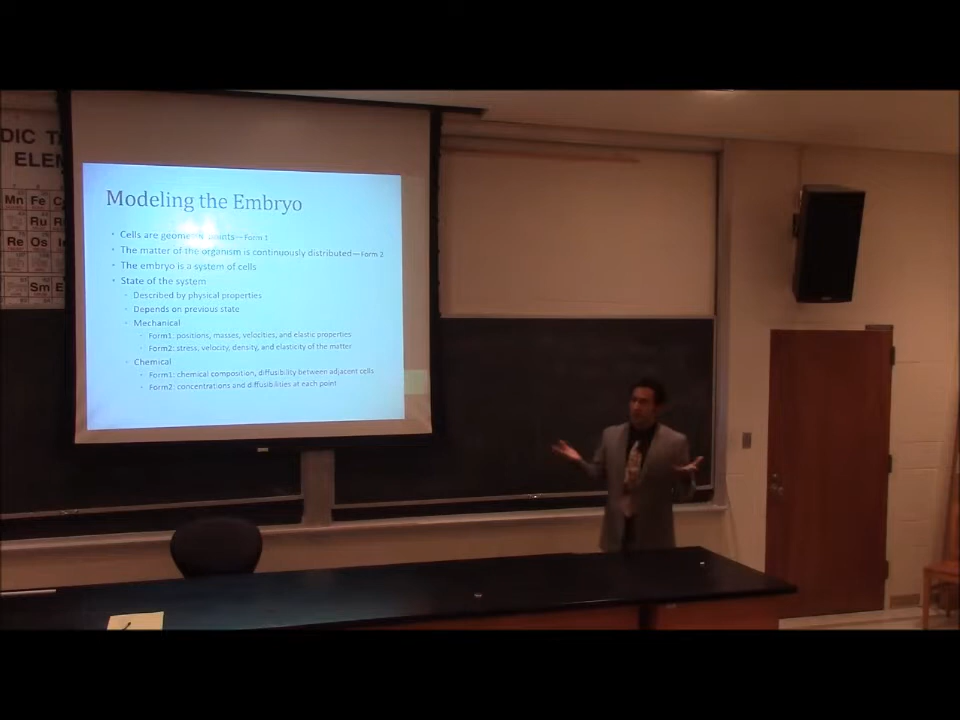 DIC T
ELEM
Mn Fe C
Ru R
Re Os I
Sm E
Modeling the Embryo
• Cells are geometric points—Form 1
• The matter of the organism is continuously distributed—Form 2
• The embryo is a system of cells
• State of the system
• Described by physical properties
• Depends on previous state
• Mechanical
• Form1: positions, masses, velocities, and elastic properties
• Form2: stress, velocity, density, and elasticity of the matter
• Chemical
• Form1: chemical composition, diffusibility between adjacent cells
• Form2: concentrations and diffusibilities at each point